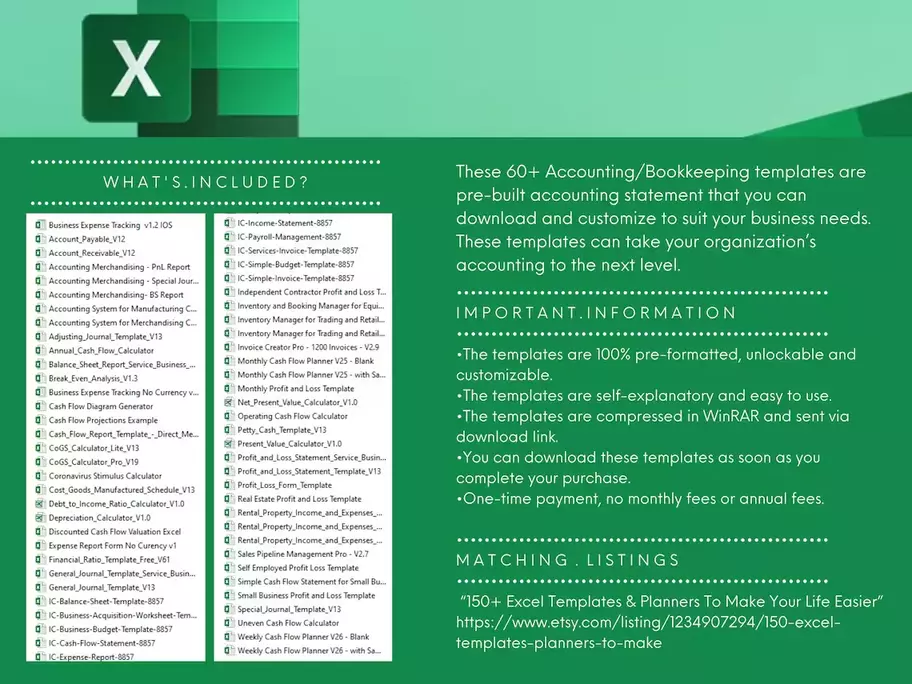 X
WHAT'S.INCLUDED?
Business Expense Tracking v1.2 IOS
Account_Payable_V12
Account_Receivable_V12
Accounting Merchandising - PnL Report
Accounting Merchandising - Special Jour...
Accounting Merchandising- BS Report
Accounting System for Manufacturing C...
Accounting System for Merchandising C...
Adjusting_Journal_Template_V13
Annual_Cash_Flow_Calculator
Balance_Sheet_Report_Service_Business_...
Break_Even_Analysis_V1.3
Business Expense Tracking No Currency v...
Cash Flow Diagram Generator
Cash Flow Projections Example
Cash_Flow_Report_Template_-_Direct_Me...
CoGS_Calculator_Lite_V13
CoGS_Calculator_Pro_V19
Coronavirus Stimulus Calculator
Cost_Goods_Manufactured_Schedule_V13
Debt_to_Income_Ratio_Calculator_V1.0
Depreciation_Calculator_V1.0
Discounted Cash Flow Valuation Excel
Expense Report Form No Curency v1
Financial_Ratio_Template_Free_V61
General_Journal_Template_Service_Busin...
General_Journal_Template_V13
IC-Balance-Sheet-Template-8857
IC-Business-Acquisition-Worksheet-Tem...
IC-Business-Budget-Template-8857
IC-Cash-Flow-Statement-8857
IC-Expense-Report-8857
IC-Income-Statement-8857
IC-Payroll-Management-8857
IC-Services-Invoice-Template-8857
IC-Simple-Budget-Template-8857
IC-Simple-Invoice-Template-8857
Independent Contractor Profit and Loss T...
Inventory and Booking Manager for Equi...
Inventory Manager for Trading and Retail...
Inventory Manager for Trading and Retail...
Invoice Creator Pro - 1200 Invoices - V2.9
Monthly Cash Flow Planner V25 - Blank
Monthly Cash Flow Planner V25 - with Sa...
Monthly Profit and Loss Template
Net_Present_Value_Calculator_V1.0
Operating Cash Flow Calculator
Petty_Cash_Template_V13
Present_Value_Calculator_V1.0
Profit_and_Loss_Statement_Service_Busin...
Profit_and_Loss_Statement_Template_V13
Profit_Loss_Form_Template
Real Estate Profit and Loss Template
Rental_Property_Income_and_Expenses_...
Rental_Property_Income_and_Expenses_...
Rental_Property_Income_and_Expenses_...
Sales Pipeline Management Pro - V2.7
Self Employed Profit Loss Template
Simple Cash Flow Statement for Small Bu...
Small Business Profit and Loss Template
Special_Journal_Template_V13
Uneven Cash Flow Calculator
Weekly Cash Flow Planner V26 - Blank
Weekly Cash Flow Planner V26 - with Sa...
These 60+ Accounting/Bookkeeping templates are
pre-built accounting statement that you can
download and customize to suit your business needs.
These templates can take your organization's
accounting to the next level.
IMPORTANT.INFORMATION
•The templates are 100% pre-formatted, unlockable and
customizable.
•The templates are self-explanatory and easy to use.
•The templates are compressed in WinRAR and sent via
download link.
•You can download these templates as soon as you
complete your purchase.
•One-time payment, no monthly fees or annual fees.
MATCHING . LISTINGS
“150+ Excel Templates & Planners To Make Your Life Easier”
https://www.etsy.com/listing/1234907294/150-excel-
templates-planners-to-make